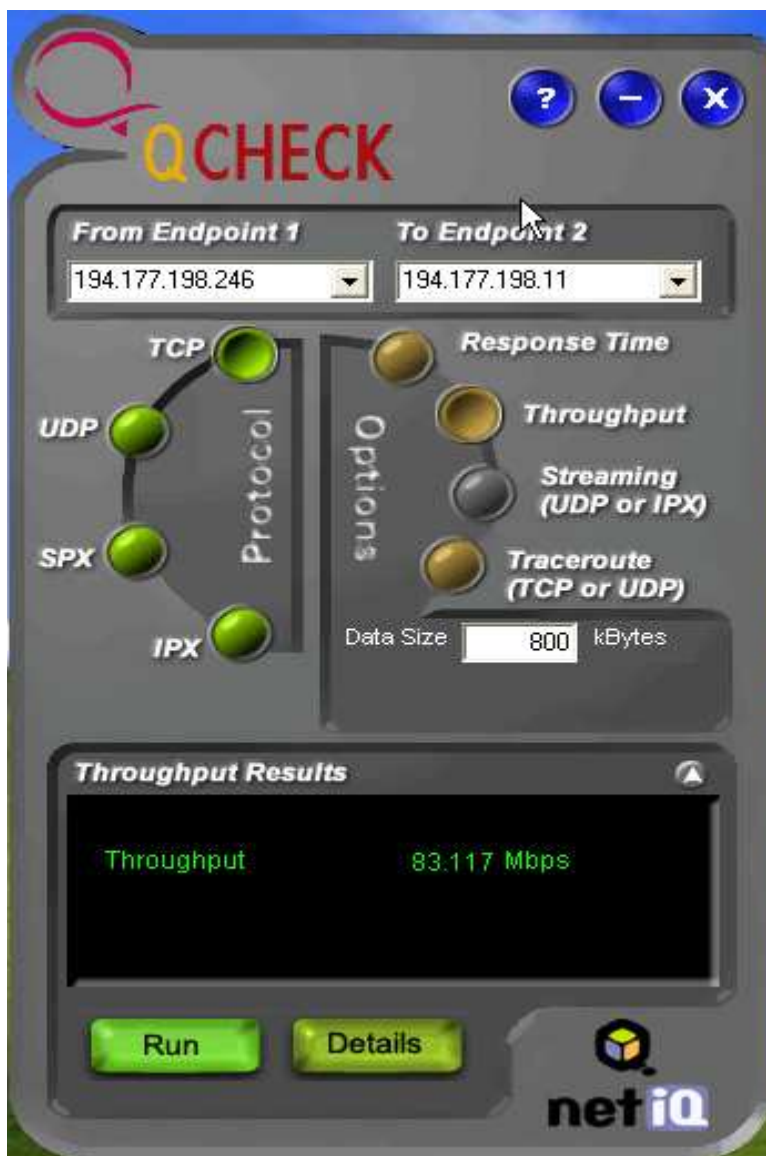 ? − X
QCHECK
From Endpoint 1 To Endpoint 2
194.177.198.246 194.177.198.11
TCP Response Time
UDP Throughput
Protocol
Options
Streaming
(UDP or IPX)
SPX Traceroute
(TCP or UDP)
IPX Data Size 800 kBytes
Throughput Results
Throughput 83.117 Mbps
Run Details
netiQ